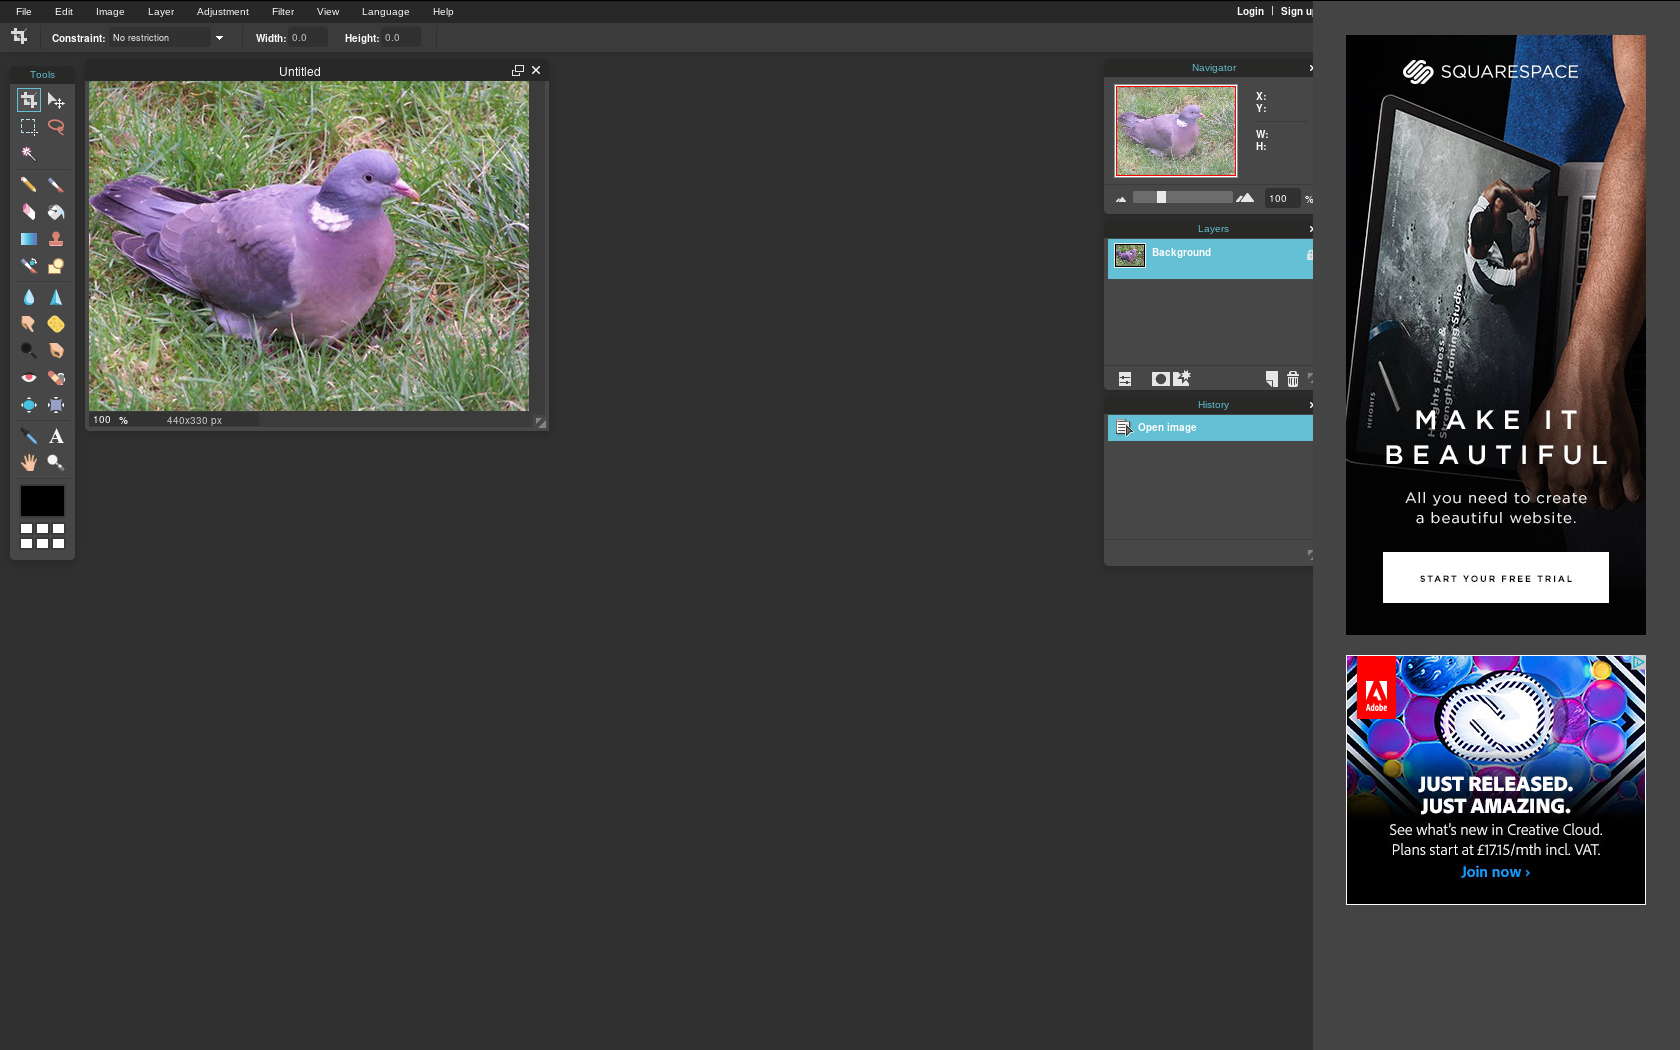 File Edit Image Layer Adjustment Filter View Language Help
Login | Sign u
Constraint: No restriction Width: 0.0 Height: 0.0
Tools
Untitled
100 % 440x330 px
A
Navigator
X:
Y:
W:
H:
100 %
Layers
Background
History
Open image
SQUARESPACE
Heights Fitness &
Strength Training Studio
HEIGHTS
MAKE IT
BEAUTIFUL
All you need to create
a beautiful website.
START YOUR FREE TRIAL
Adobe
JUST RELEASED.
JUST AMAZING.
See what's new in Creative Cloud.
Plans start at £17.15/mth incl. VAT.
Join now ›